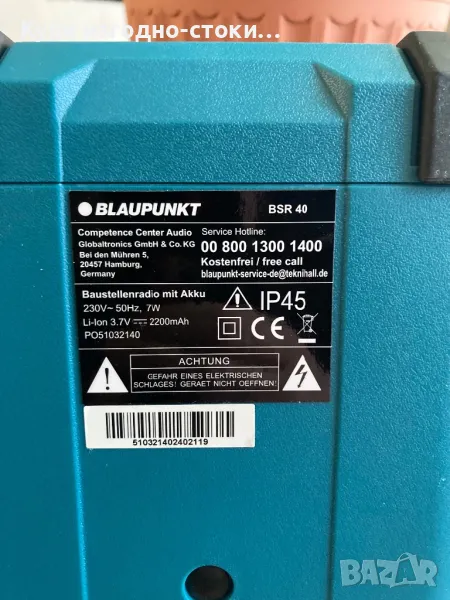 одно-стоки...
BLAUPUNKT BSR 40
Competence Center Audio
Globaltronics GmbH & Co. KG
Bei den Mühren 5,
20457 Hamburg,
Germany
Service Hotline:
00 800 1300 1400
Kostenfrei / free call
blaupunkt-service-de@teknihall.com
Baustellenradio mit Akku
230V~ 50Hz, 7W
Li-Ion 3.7V 2200mAh
PO51032140
IP45
CE
ACHTUNG
GEFAHR EINES ELEKTRISCHEN
SCHLAGES! GERAET NICHT OEFFNEN!
510321402402119
BAZAR